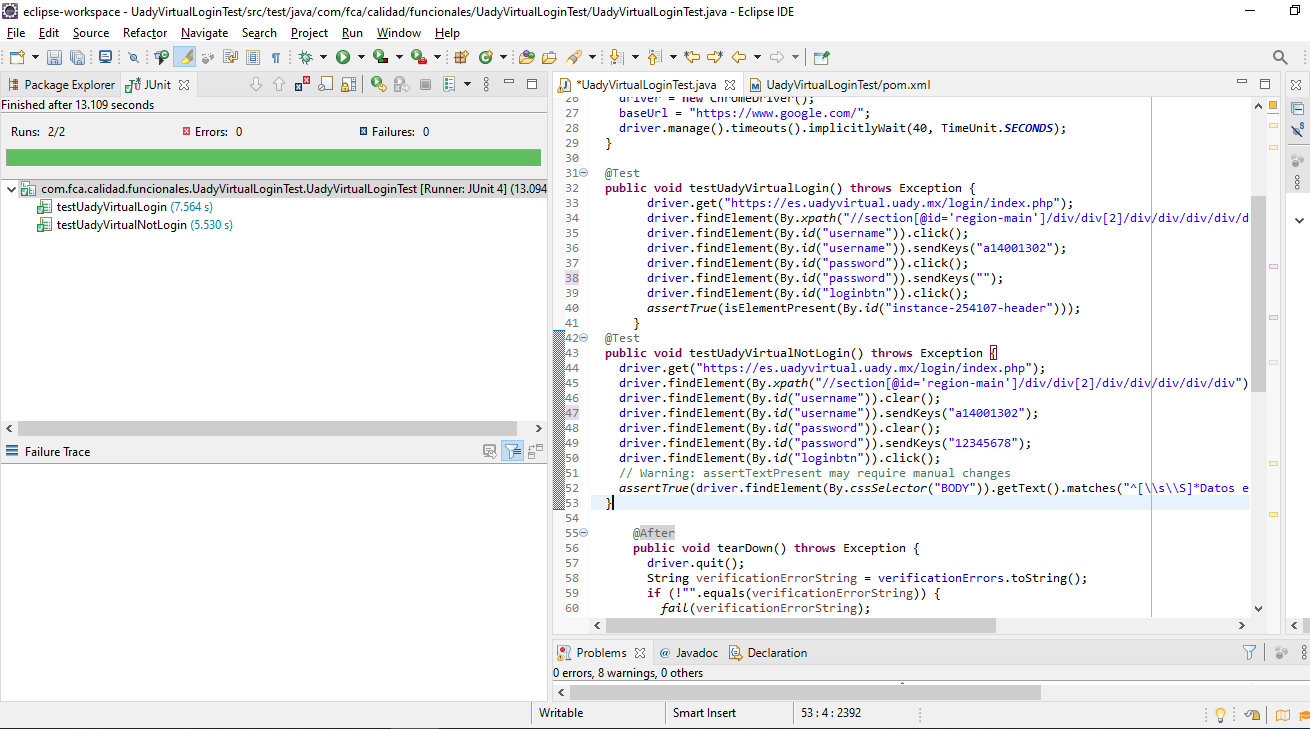 eclipse-workspace - UadyVirtualLoginTest/src/test/java/com/fca/calidad/funcionales/UadyVirtualLoginTest/UadyVirtualLoginTest.java - Eclipse IDE
File Edit Source Refactor Navigate Search Project Run Window Help
Package Explorer JUnit
Finished after 13.109 seconds
Runs: 2/2 Errors: 0 Failures: 0
com.fca.calidad.funcionales.UadyVirtualLoginTest.UadyVirtualLoginTest [Runner: JUnit 4] (13.094
testUadyVirtualLogin (7.564 s)
testUadyVirtualNotLogin (5.530 s)
Failure Trace
*UadyVirtualLoginTest.java UadyVirtualLoginTest/pom.xml
26 driver = new ChromeDriver();
27 baseUrl = "https://www.google.com/";
28 driver.manage().timeouts().implicitlyWait(40, TimeUnit.SECONDS);
29 }
30
31 @Test
32 public void testUadyVirtualLogin() throws Exception {
33 driver.get("https://es.uadyvirtual.uady.mx/login/index.php");
34 driver.findElement(By.xpath("//section[@id='region-main']/div/div[2]/div/div/div/div/d
35 driver.findElement(By.id("username")).click();
36 driver.findElement(By.id("username")).sendKeys("a14001302");
37 driver.findElement(By.id("password")).click();
38 driver.findElement(By.id("password")).sendKeys("");
39 driver.findElement(By.id("loginbtn")).click();
40 assertTrue(isElementPresent(By.id("instance-254107-header")));
41 }
42 @Test
43 public void testUadyVirtualNotLogin() throws Exception {
44 driver.get("https://es.uadyvirtual.uady.mx/login/index.php");
45 driver.findElement(By.xpath("//section[@id='region-main']/div/div[2]/div/div/div/div/div")
46 driver.findElement(By.id("username")).clear();
47 driver.findElement(By.id("username")).sendKeys("a14001302");
48 driver.findElement(By.id("password")).clear();
49 driver.findElement(By.id("password")).sendKeys("12345678");
50 driver.findElement(By.id("loginbtn")).click();
51 // Warning: assertTextPresent may require manual changes
52 assertTrue(driver.findElement(By.cssSelector("BODY")).getText().matches("^[\\s\\S]*Datos e
53 }
54
55 @After
56 public void tearDown() throws Exception {
57 driver.quit();
58 String verificationErrorString = verificationErrors.toString();
59 if (!"".equals(verificationErrorString)) {
60 fail(verificationErrorString);
Problems @ Javadoc Declaration
0 errors, 8 warnings, 0 others
Writable Smart Insert 53 : 4 : 2392